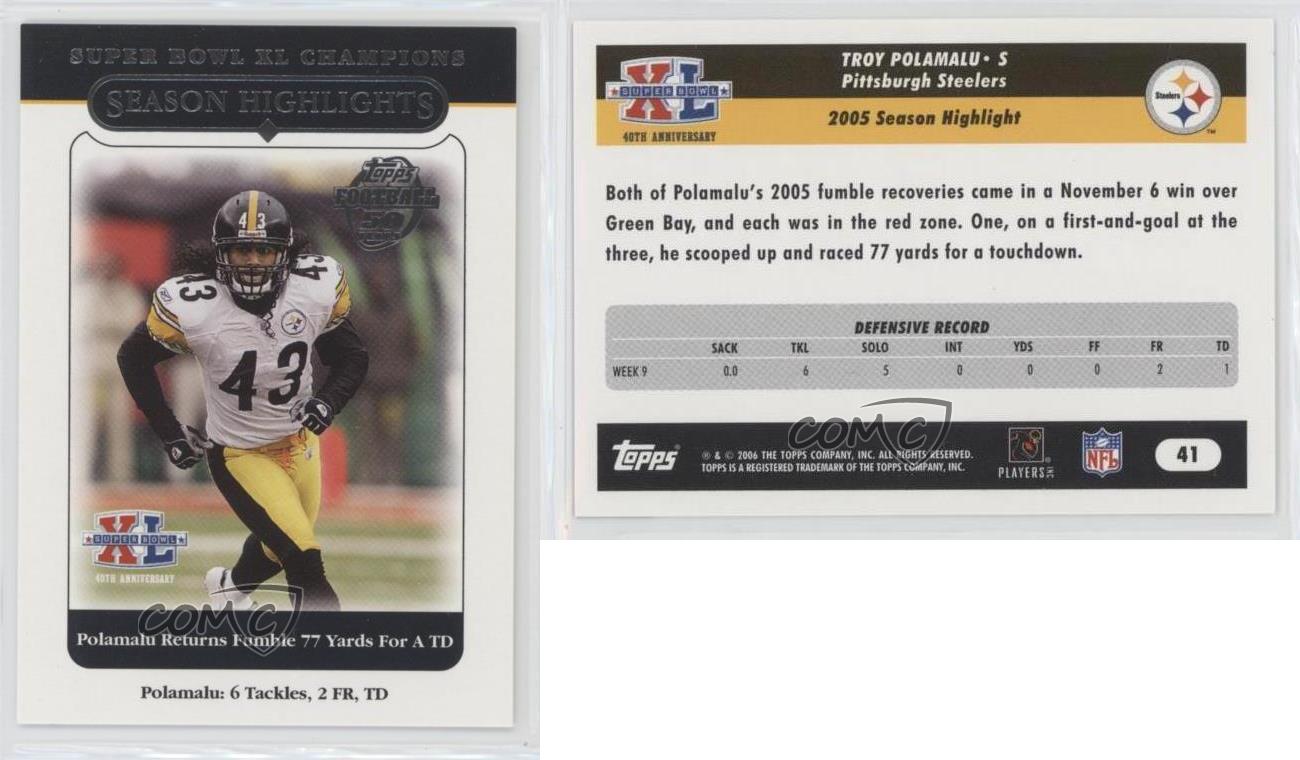 SUPER BOWL XL CHAMPIONS
SEASON HIGHLIGHTS
Topps
FOOTBALL
50
43
43
43
43
XL
SUPER BOWL
40TH ANNIVERSARY
COMC
Polamalu Returns Fumble 77 Yards For A TD
Polamalu: 6 Tackles, 2 FR, TD
XL
SUPER BOWL
40TH ANNIVERSARY
TROY POLAMALU • S
Pittsburgh Steelers
2005 Season Highlight
Steelers
TM
Both of Polamalu's 2005 fumble recoveries came in a November 6 win over
Green Bay, and each was in the red zone. One, on a first-and-goal at the
three, he scooped up and raced 77 yards for a touchdown.
DEFENSIVE RECORD
SACK TKL SOLO INT YDS FF FR TD
WEEK 9 0.0 6 5 0 0 0 2 1
COMC
Topps
® & © 2006 THE TOPPS COMPANY, INC. ALL RIGHTS RESERVED.
TOPPS IS A REGISTERED TRADEMARK OF THE TOPPS COMPANY, INC.
PLAYERS INC
NFL
41